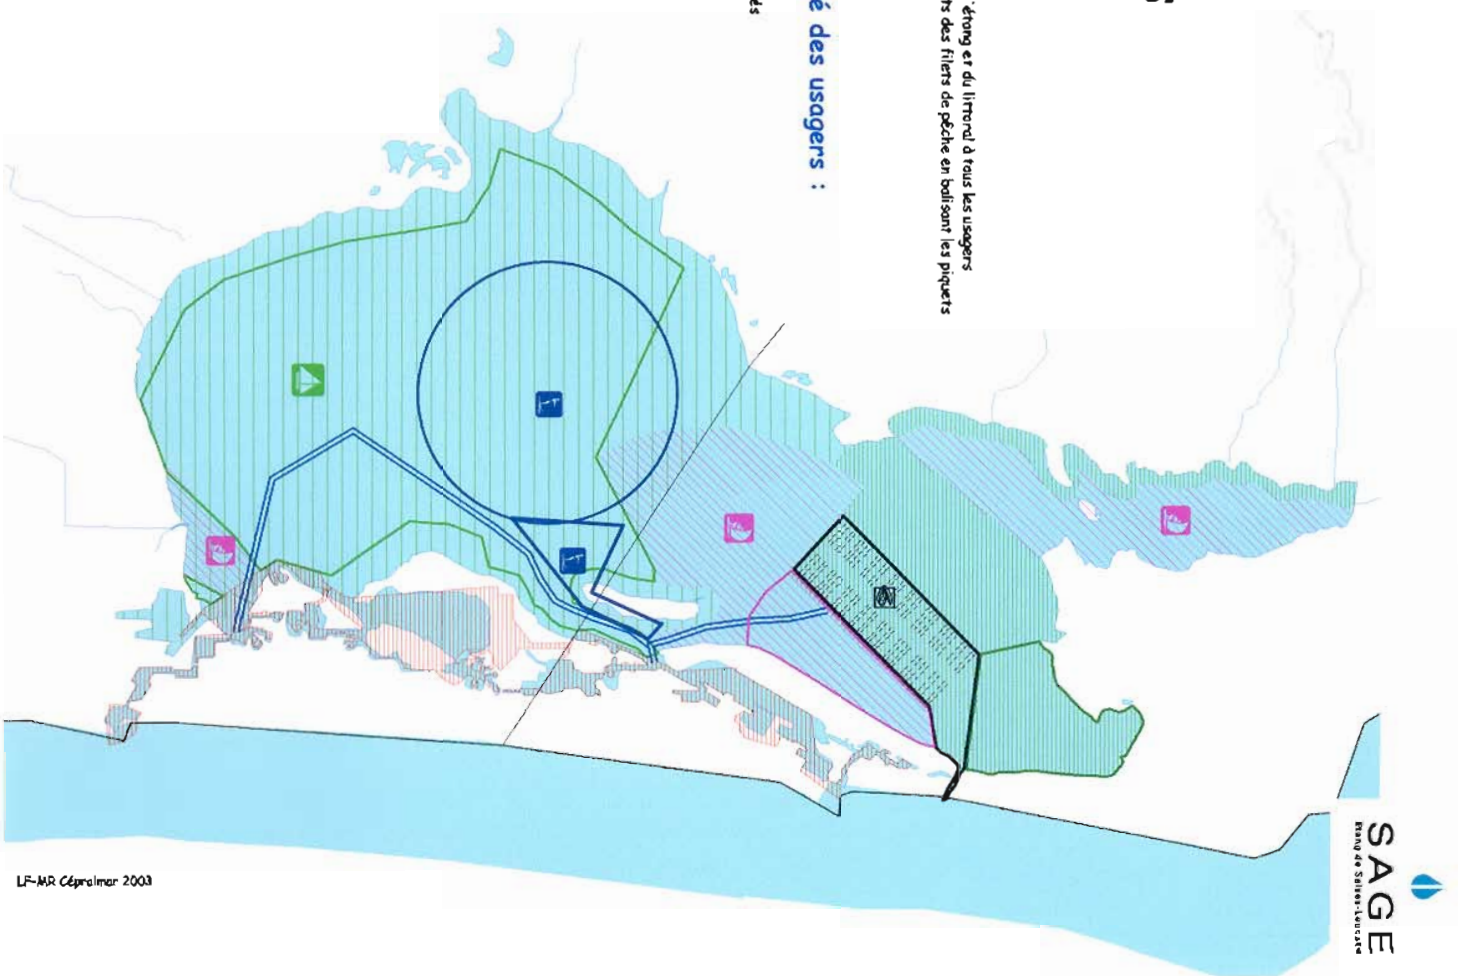 étang et du littoral à tous les usagers
ts des filets de pêche en balisant les piquets
é des usagers :
és
SAGE
Etang de Salses-Leucate
LF-MR Cépralmar 2003